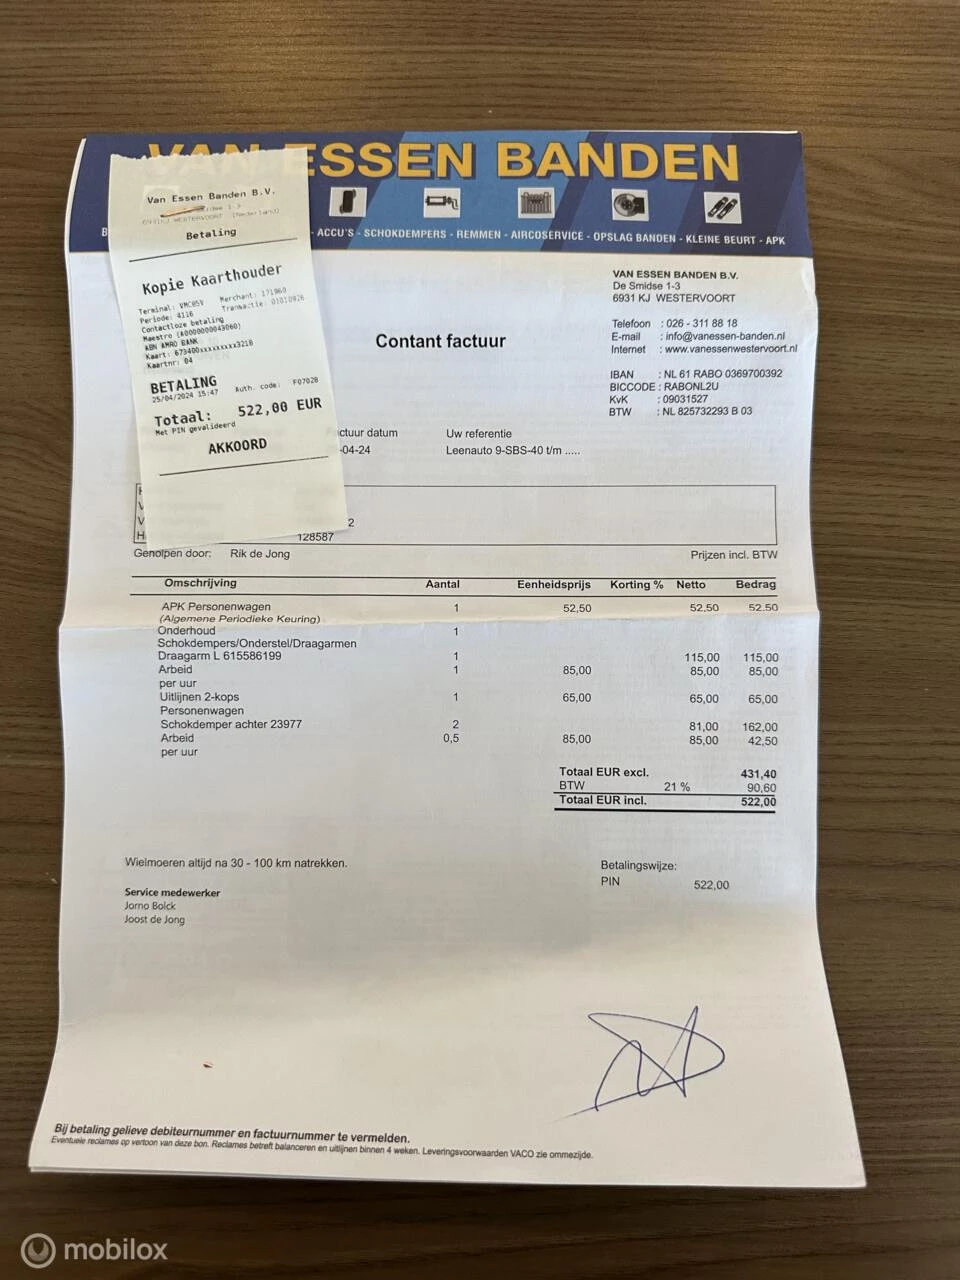 VAN ESSEN BANDEN
- ACCU'S - SCHOKDEMPERS - REMMEN - AIRCOSERVICE - OPSLAG BANDEN - KLEINE BEURT - APK
Van Essen Banden B.V.
1-3
6931KJ WESTERVOORT (Nederland)
Betaling
Kopie Kaarthouder
Terminal: VMC05V Merchant: 171960
Periode: 4116 Transactie: 01010926
Contactloze betaling
Maestro (A0000000043060)
ABN AMRO BANK
Kaart: 673400xxxxxxxxx3218
Kaartnr: 04
BETALING
25/04/2024 15:47 Auth. code: F07028
Totaal: 522,00 EUR
Met PIN gevalideerd
AKKOORD
VAN ESSEN BANDEN B.V.
De Smidse 1-3
6931 KJ WESTERVOORT
Contant factuur
Telefoon : 026 - 311 88 18
E-mail : info@vanessen-banden.nl
Internet : www.vanessenwestervoort.nl
IBAN : NL 61 RABO 0369700392
BICCODE : RABONL2U
KvK : 09031527
BTW : NL 825732293 B 03
ctuur datum Uw referentie
-04-24 Leenauto 9-SBS-40 t/m .....
2
128587
Geholpen door: Rik de Jong Prijzen incl. BTW
Omschrijving Aantal Eenheidsprijs Korting % Netto Bedrag
APK Personenwagen 1 52,50 52,50 52,50
(Algemene Periodieke Keuring)
Onderhoud 1
Schokdempers/Onderstel/Draagarmen
Draagarm L 615586199 1 115,00 115,00
Arbeid 1 85,00 85,00 85,00
per uur
Uitlijnen 2-kops 1 65,00 65,00 65,00
Personenwagen
Schokdemper achter 23977 2 81,00 162,00
Arbeid 0,5 85,00 85,00 42,50
per uur
Totaal EUR excl. 431,40
BTW 21 % 90,60
Totaal EUR incl. 522,00
Wielmoeren altijd na 30 - 100 km natrekken.
Betalingswijze:
PIN 522,00
Service medewerker
Jorno Bolck
Joost de Jong
Bij betaling gelieve debiteurnummer en factuurnummer te vermelden.
Eventuele reclames op vertoon van deze bon. Reclames betreft balanceren en uitlijnen binnen 4 weken. Leveringsvoorwaarden VACO zie ommezijde.
mobilox